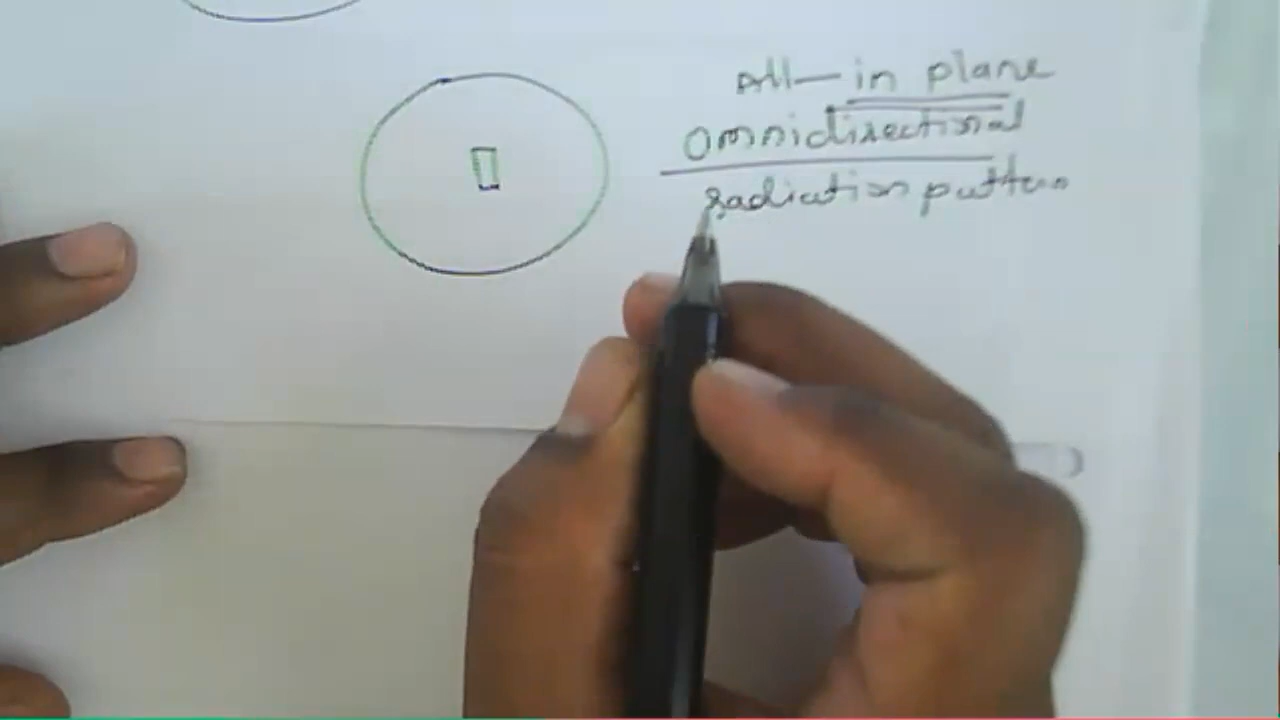 All— in plane
Omnidirectional
radiation pattern